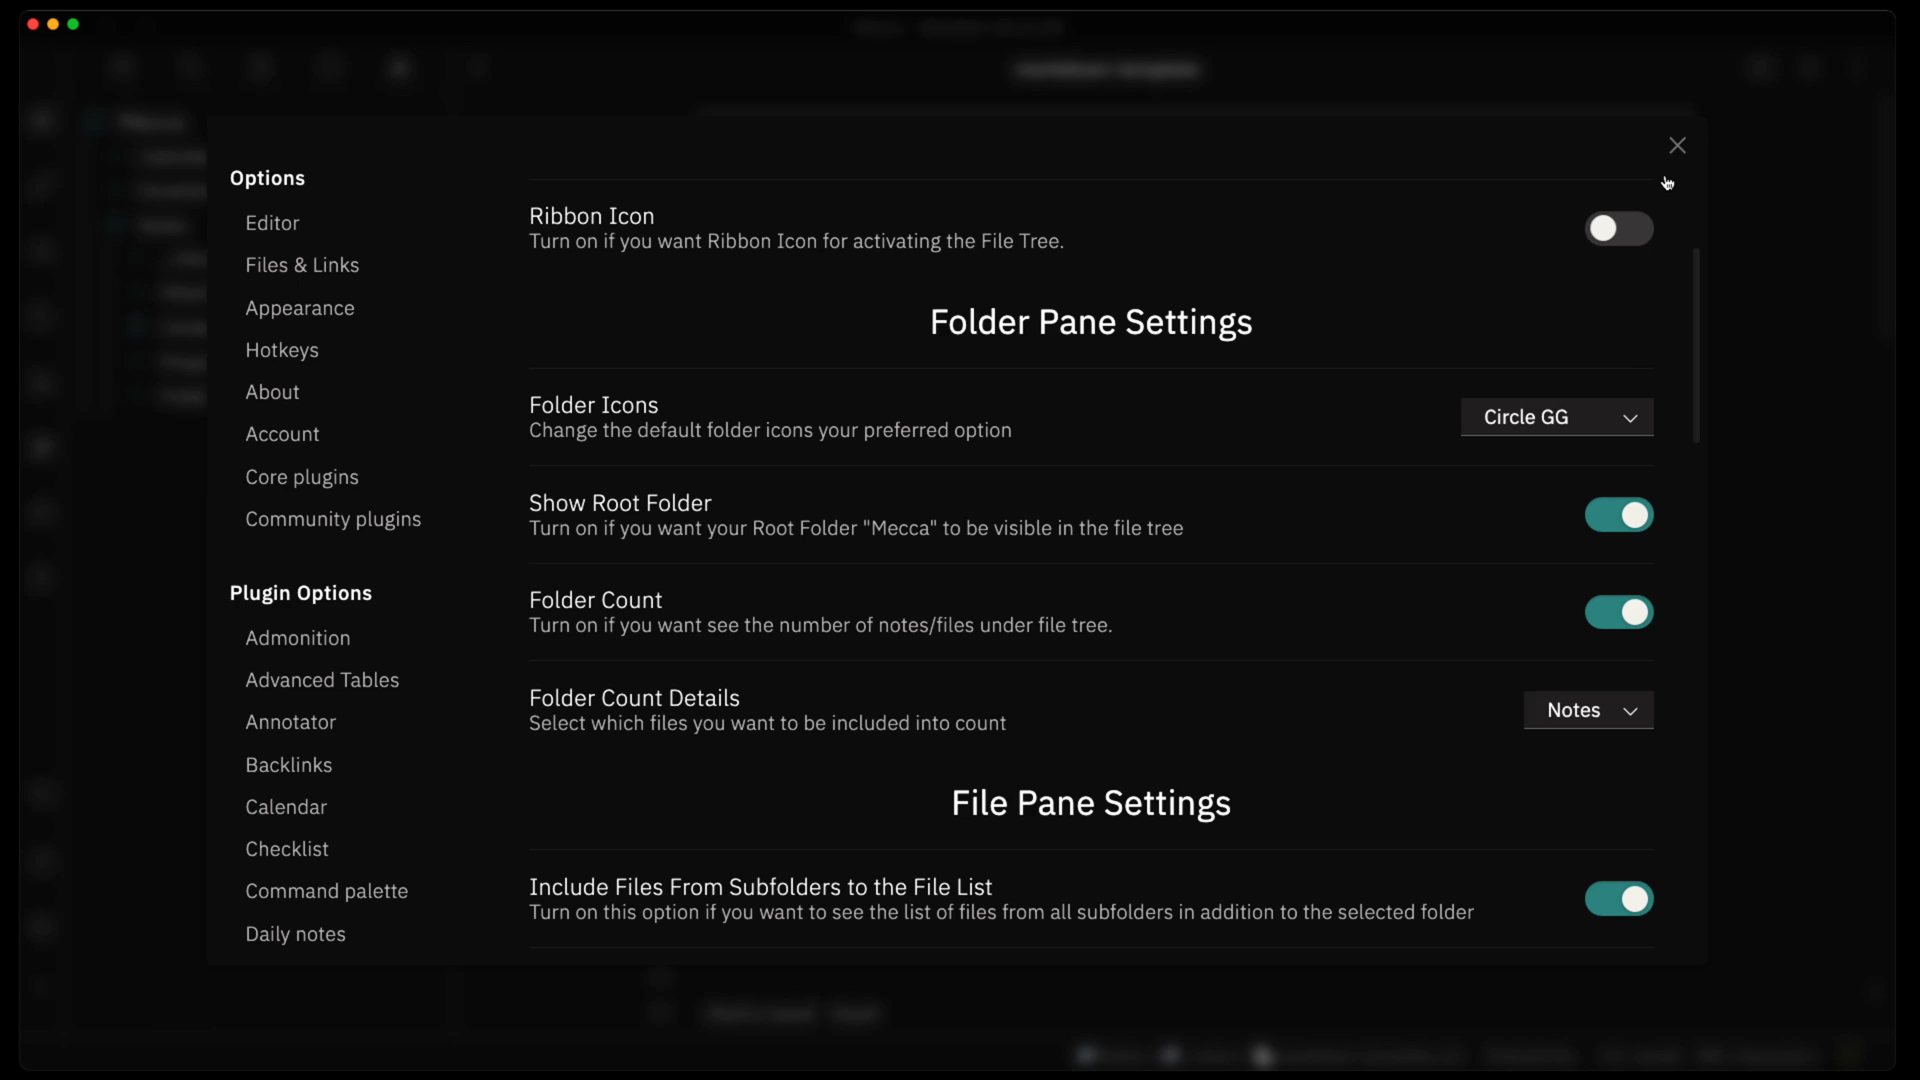 Options
Editor
Files & Links
Appearance
Hotkeys
About
Account
Core plugins
Community plugins
Plugin Options
Admonition
Advanced Tables
Annotator
Backlinks
Calendar
Checklist
Command palette
Daily notes
Ribbon Icon
Turn on if you want Ribbon Icon for activating the File Tree.
Folder Pane Settings
Folder Icons
Change the default folder icons your preferred option
Circle GG
Show Root Folder
Turn on if you want your Root Folder "Mecca" to be visible in the file tree
Folder Count
Turn on if you want see the number of notes/files under file tree.
Folder Count Details
Select which files you want to be included into count
Notes
File Pane Settings
Include Files From Subfolders to the File List
Turn on this option if you want to see the list of files from all subfolders in addition to the selected folder